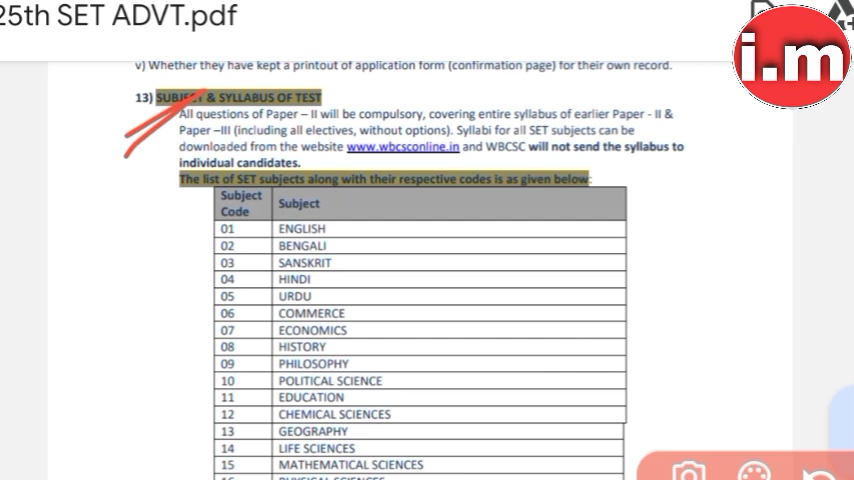 25th SET ADVT.pdf
i.m
v) Whether they have kept a printout of application form (confirmation page) for their own record.
13) SUBJECT & SYLLABUS OF TEST
All questions of Paper – II will be compulsory, covering entire syllabus of earlier Paper - II &
Paper –III (including all electives, without options). Syllabi for all SET subjects can be
downloaded from the website www.wbcsconline.in and WBCSC will not send the syllabus to
individual candidates.
The list of SET subjects along with their respective codes is as given below:
Subject Code Subject
01 ENGLISH
02 BENGALI
03 SANSKRIT
04 HINDI
05 URDU
06 COMMERCE
07 ECONOMICS
08 HISTORY
09 PHILOSOPHY
10 POLITICAL SCIENCE
11 EDUCATION
12 CHEMICAL SCIENCES
13 GEOGRAPHY
14 LIFE SCIENCES
15 MATHEMATICAL SCIENCES